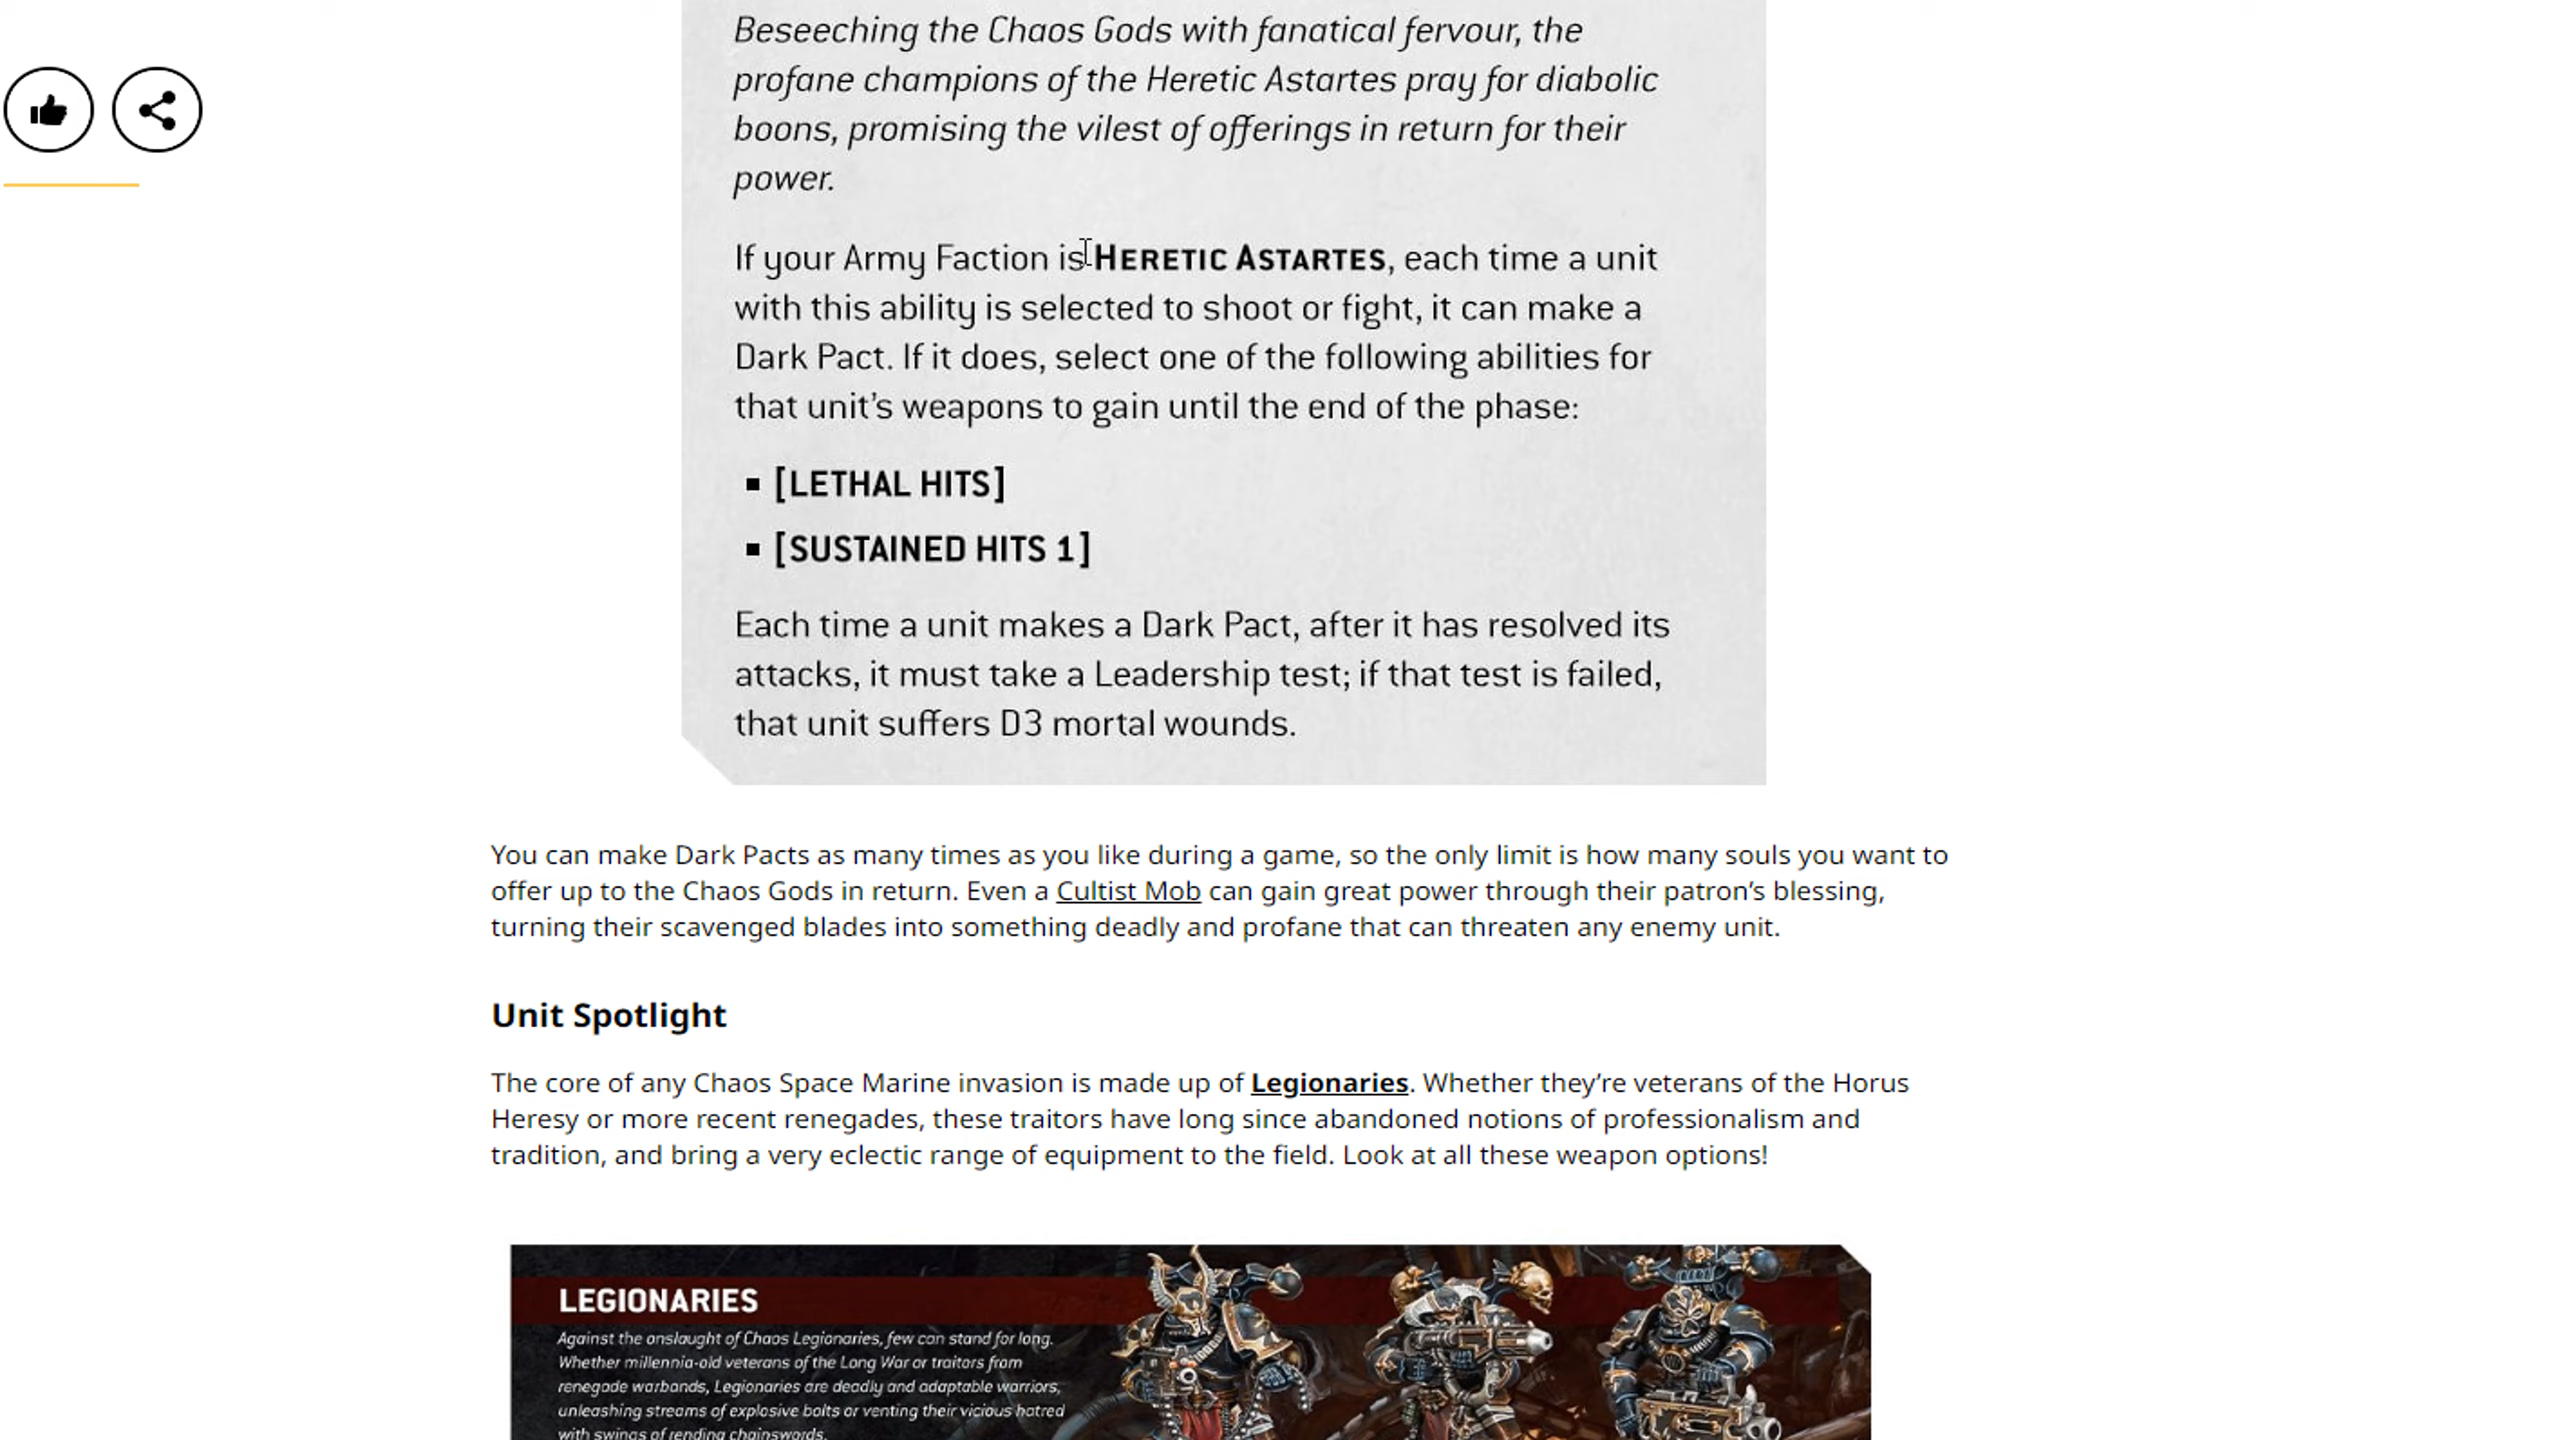 Beseeching the Chaos Gods with fanatical fervour, the
profane champions of the Heretic Astartes pray for diabolic
boons, promising the vilest of offerings in return for their
power.
If your Army Faction is HERETIC ASTARTES, each time a unit
with this ability is selected to shoot or fight, it can make a
Dark Pact. If it does, select one of the following abilities for
that unit’s weapons to gain until the end of the phase:
▪ [LETHAL HITS]
▪ [SUSTAINED HITS 1]
Each time a unit makes a Dark Pact, after it has resolved its
attacks, it must take a Leadership test; if that test is failed,
that unit suffers D3 mortal wounds.
You can make Dark Pacts as many times as you like during a game, so the only limit is how many souls you want to
offer up to the Chaos Gods in return. Even a Cultist Mob can gain great power through their patron’s blessing,
turning their scavenged blades into something deadly and profane that can threaten any enemy unit.
Unit Spotlight
The core of any Chaos Space Marine invasion is made up of Legionaries. Whether they’re veterans of the Horus
Heresy or more recent renegades, these traitors have long since abandoned notions of professionalism and
tradition, and bring a very eclectic range of equipment to the field. Look at all these weapon options!
LEGIONARIES
Against the onslaught of Chaos Legionaries, few can stand for long.
Whether millennia-old veterans of the Long War or traitors from
renegade warbands, Legionaries are deadly and adaptable warriors,
unleashing streams of explosive bolts or venting their vicious hatred
with swings of rending chainswords.